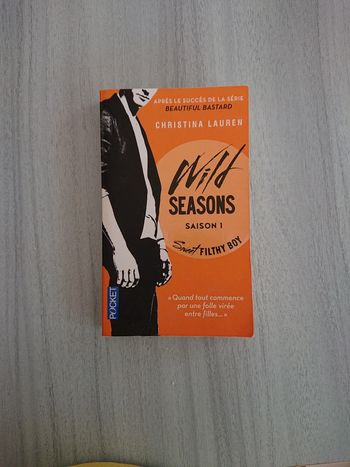 APRÈS LE SUCCÈS DE LA SÉRIE
BEAUTIFUL BASTARD
CHRISTINA LAUREN
Wild
SEASONS
SAISON 1
Sweet FILTHY BOY
« Quand tout commence
par une folle virée
entre filles... »
POCKET